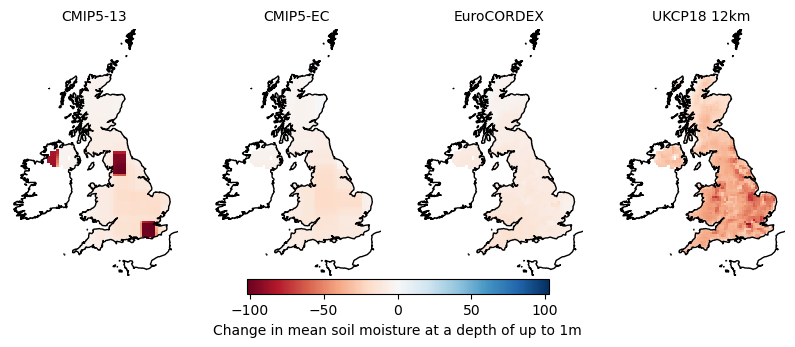 CMIP5-13 CMIP5-EC EuroCORDEX UKCP18 12km
−100 −50 0 50 100
Change in mean soil moisture at a depth of up to 1m